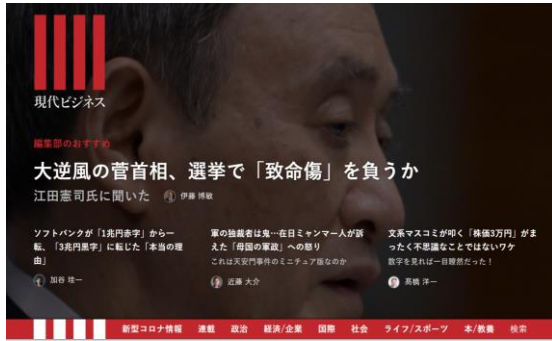 現代ビジネス
編集部のおすすめ
大逆風の菅首相、選挙で「致命傷」を負うか
江田憲司氏に聞いた 伊藤 博敏
ソフトバンクが「1兆円赤字」から一
転、「3兆円黒字」に転じた「本当の理
由」
加谷 珪一
軍の独裁者は鬼…在日ミャンマー人が訴
えた「母国の軍政」への怒り
これは天安門事件のミニチュア版なのか
近藤 大介
文系マスコミが叩く「株価3万円」がま
ったく不思議なことではないワケ
数字を見れば一目瞭然だった！
髙橋 洋一
新型コロナ情報 連載 政治 経済/企業 国際 社会 ライフ/スポーツ 本/教養 検索